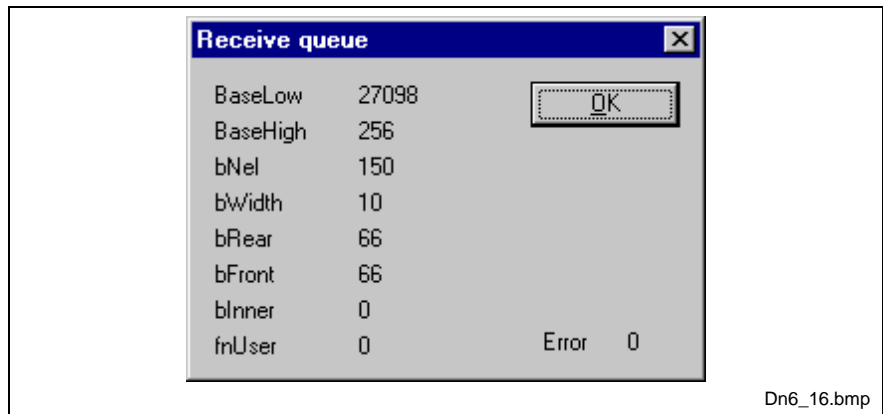 Receive queue
BaseLow 27098
OK
BaseHigh 256
bNel 150
bWidth 10
bRear 66
bFront 66
bInner 0
fnUser 0 Error 0
Dn6_16.bmp